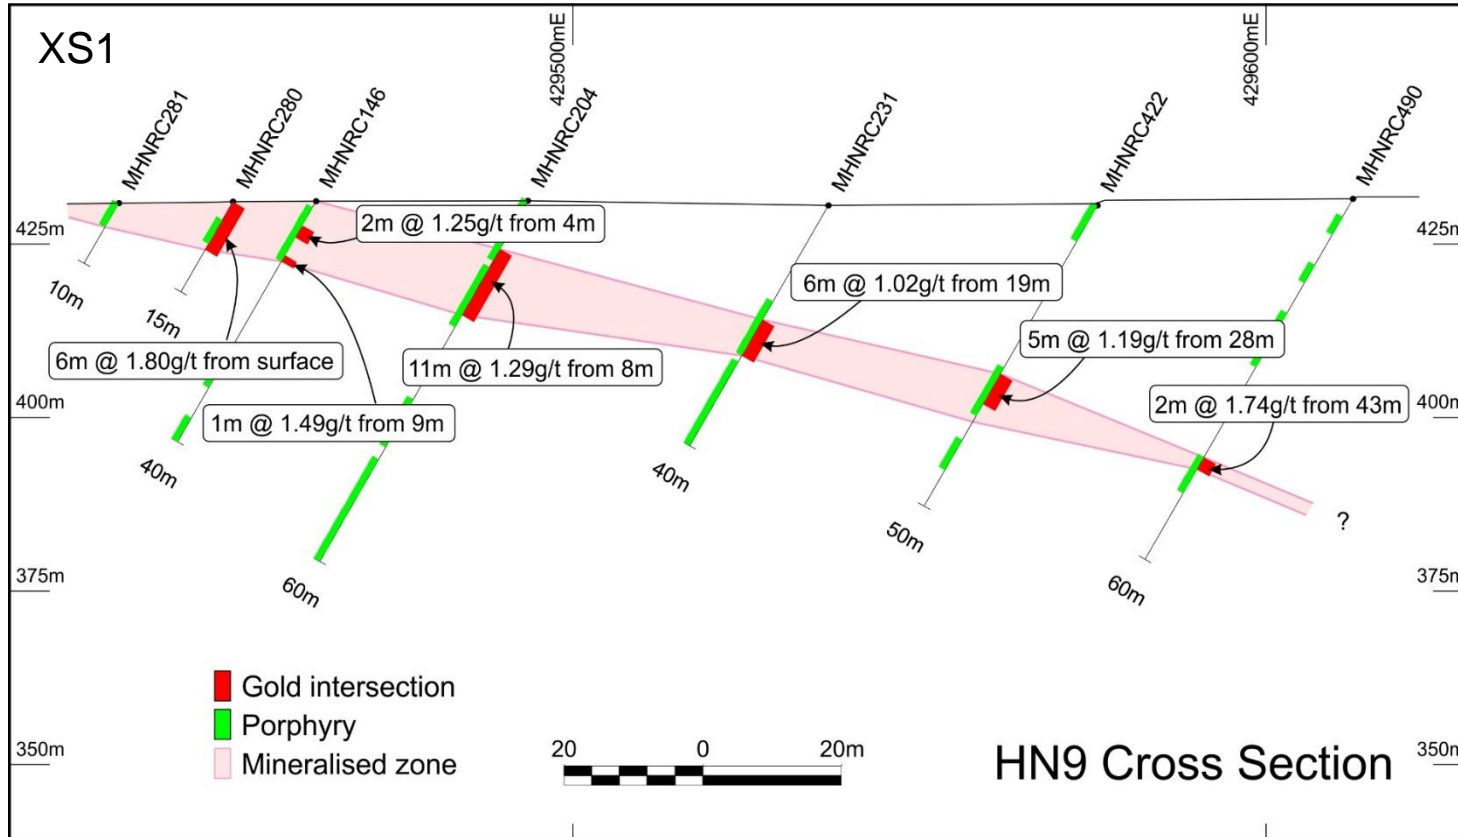 XS1
429500mE
429600mE
MHNRC281
MHNRC280
MHNRC146
MHNRC204
MHNRC231
MHNRC422
MHNRC490
425m
425m
2m @ 1.25g/t from 4m
6m @ 1.02g/t from 19m
10m
15m
6m @ 1.80g/t from surface
11m @ 1.29g/t from 8m
5m @ 1.19g/t from 28m
400m
400m
1m @ 1.49g/t from 9m
2m @ 1.74g/t from 43m
40m
40m
50m
?
60m
60m
375m
375m
Gold intersection
Porphyry
Mineralised zone
20 0 20m
HN9 Cross Section
350m
350m